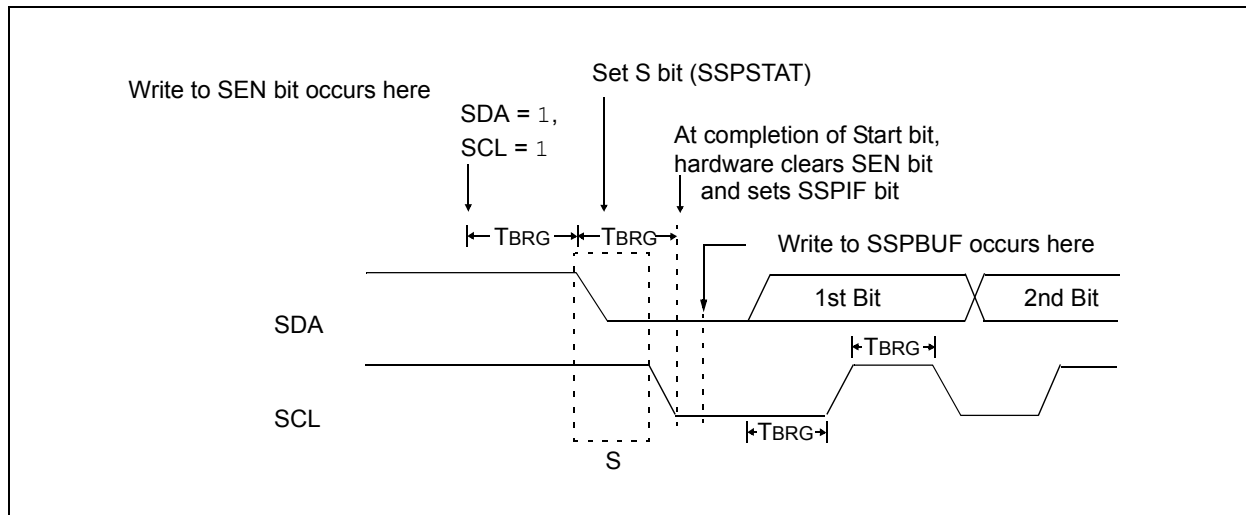 Write to SEN bit occurs here
Set S bit (SSPSTAT)
SDA = 1,
SCL = 1
At completion of Start bit,
hardware clears SEN bit
and sets SSPIF bit
TBRG
TBRG
Write to SSPBUF occurs here
SDA
1st Bit
2nd Bit
TBRG
SCL
TBRG
S